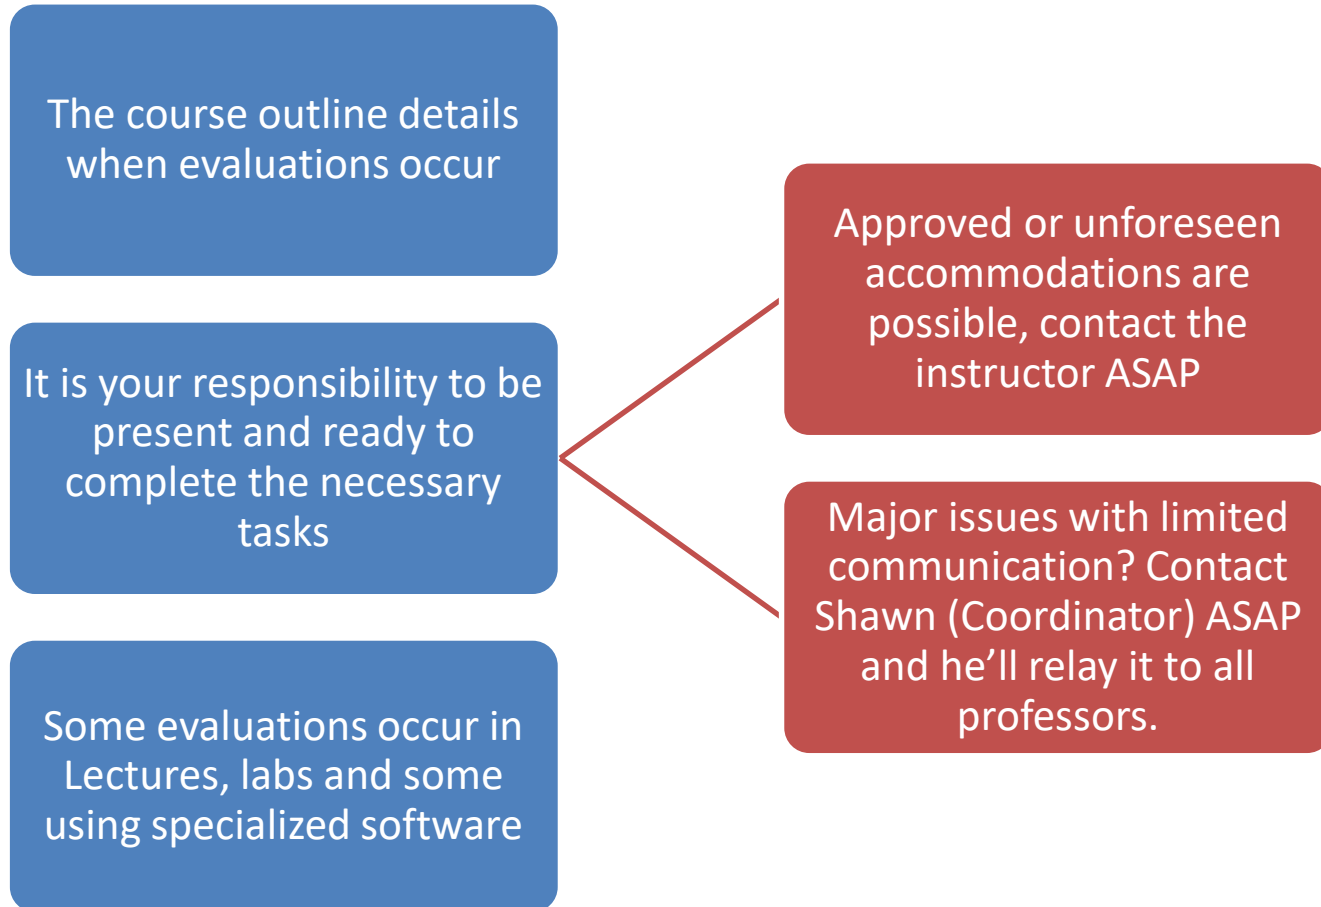 The course outline details
when evaluations occur
It is your responsibility to be
present and ready to
complete the necessary
tasks
Some evaluations occur in
Lectures, labs and some
using specialized software
Approved or unforeseen
accommodations are
possible, contact the
instructor ASAP
Major issues with limited
communication? Contact
Shawn (Coordinator) ASAP
and he’ll relay it to all
professors.